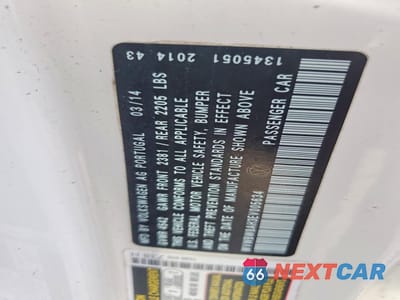 1345051 2014 43
MFD BY VOLKSWAGEN AG PORTUGAL 03/14
GVWR 4542 GAWR FRONT 2381 / REAR 2205 LBS
THIS VEHICLE CONFORMS TO ALL APPLICABLE
U.S. FEDERAL MOTOR VEHICLE SAFETY, BUMPER
AND THEFT PREVENTION STANDARDS IN EFFECT
ON THE DATE OF MANUFACTURE SHOWN ABOVE
PASSENGER CAR
66 NEXTCAR